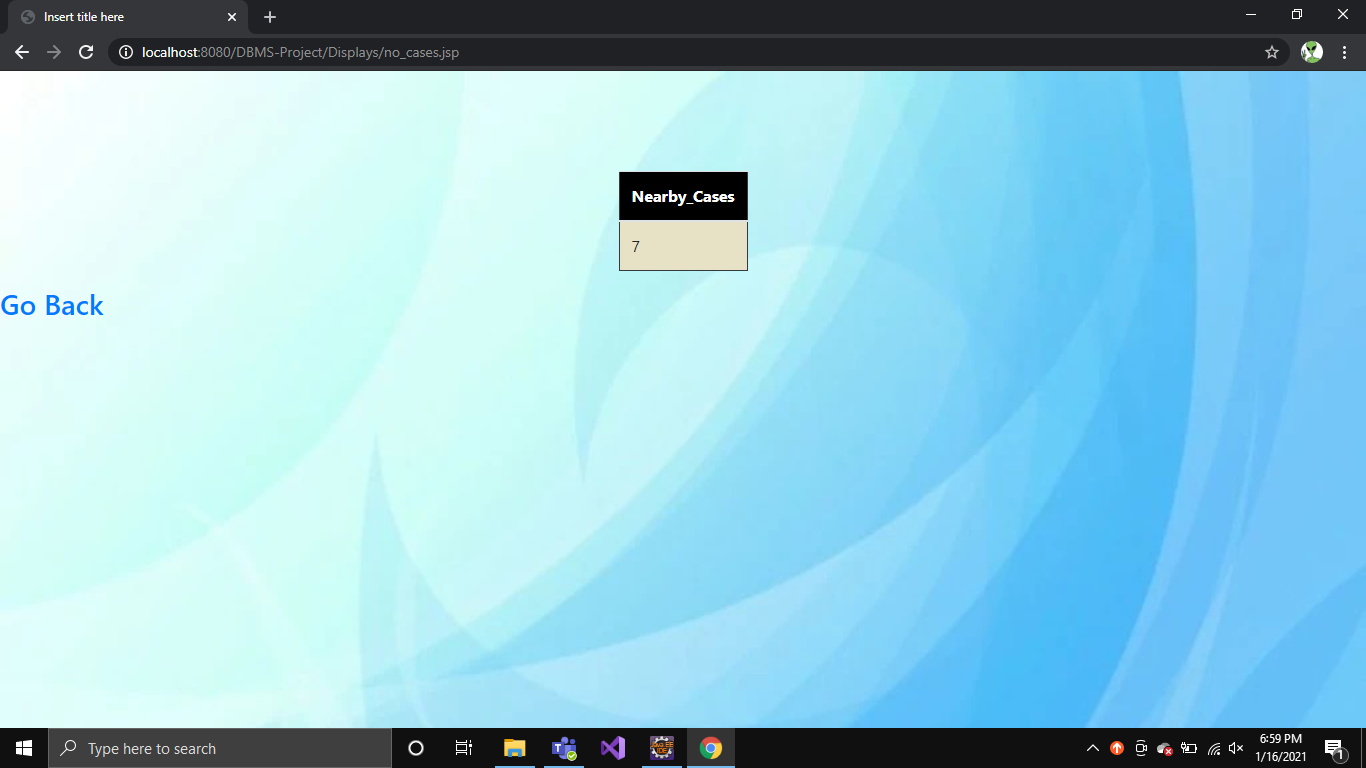 Insert title here
localhost:8080/DBMS-Project/Displays/no_cases.jsp
Nearby_Cases
7
Go Back
Type here to search
6:59 PM
1/16/2021
1